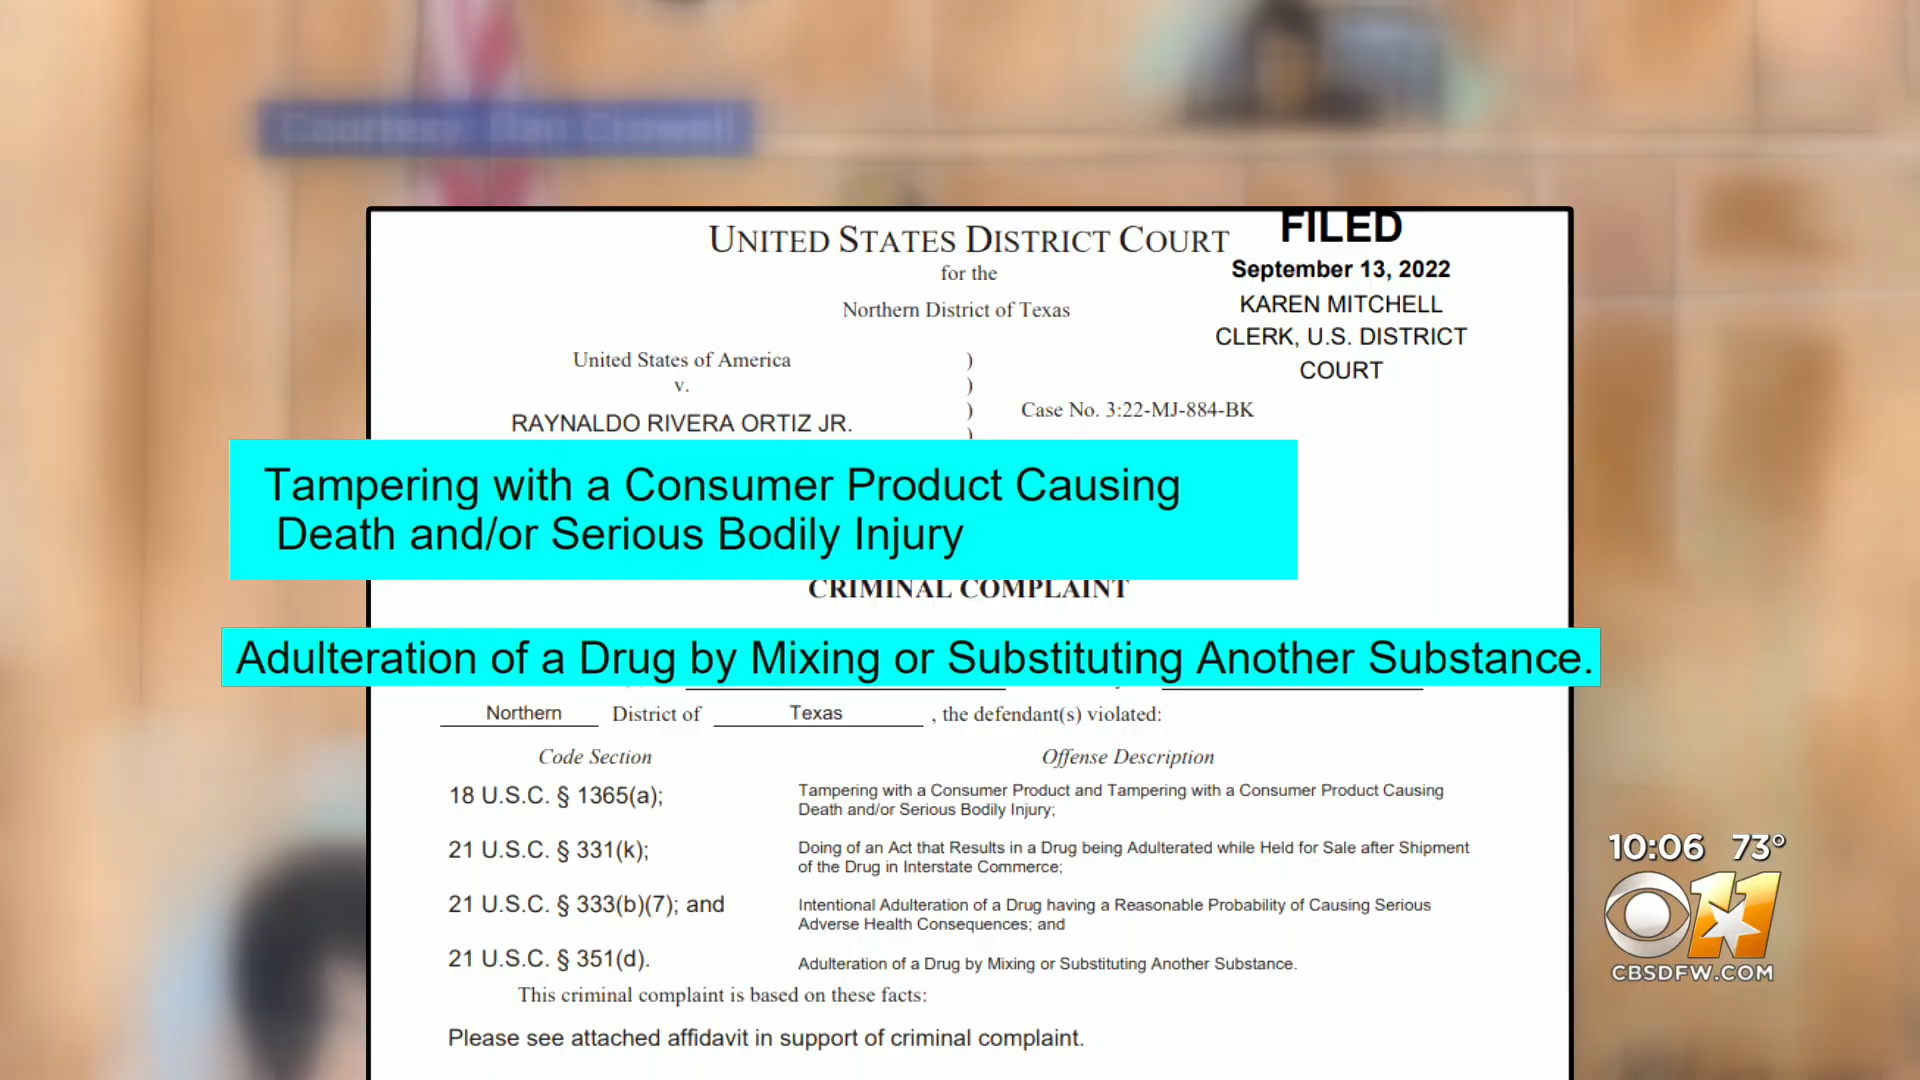 UNITED STATES DISTRICT COURT
for the
Northern District of Texas
FILED
September 13, 2022
KAREN MITCHELL
CLERK, U.S. DISTRICT
COURT
United States of America
v.
RAYNALDO RIVERA ORTIZ JR.
)
)
)
)
Case No. 3:22-MJ-884-BK
Tampering with a Consumer Product Causing
Death and/or Serious Bodily Injury
CRIMINAL COMPLAINT
Adulteration of a Drug by Mixing or Substituting Another Substance.
Northern District of Texas , the defendant(s) violated:
Code Section Offense Description
18 U.S.C. § 1365(a); Tampering with a Consumer Product and Tampering with a Consumer Product Causing
Death and/or Serious Bodily Injury;
21 U.S.C. § 331(k); Doing of an Act that Results in a Drug being Adulterated while Held for Sale after Shipment
of the Drug in Interstate Commerce;
21 U.S.C. § 333(b)(7); and Intentional Adulteration of a Drug having a Reasonable Probability of Causing Serious
Adverse Health Consequences; and
21 U.S.C. § 351(d). Adulteration of a Drug by Mixing or Substituting Another Substance.
This criminal complaint is based on these facts:
Please see attached affidavit in support of criminal complaint.
10:06 73°
11
CBSDFW.COM